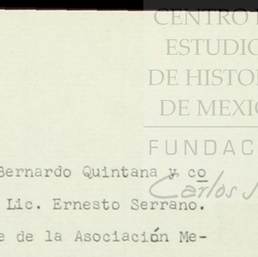 CENTRO
ESTUDIO
DE HISTOR
DE MEXIC
FUNDAC
Carlos
Bernardo Quintana y co
Lic. Ernesto Serrano.
e de la Asociación Me-